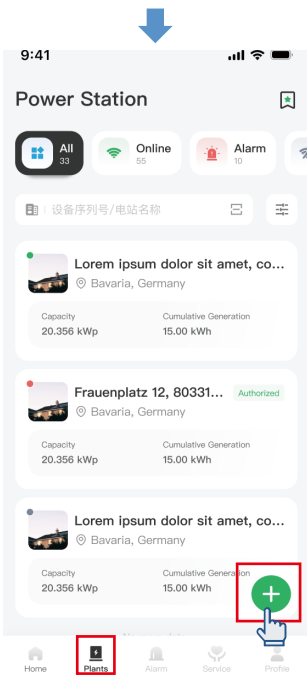 9:41
Power Station
All
33
Online
55
Alarm
10
设备序列号/电站名称
Lorem ipsum dolor sit amet, co...
Bavaria, Germany
Capacity
Cumulative Generation
20.356 kWp
15.00 kWh
Frauenplatz 12, 80331...
Authorized
Bavaria, Germany
Capacity
Cumulative Generation
20.356 kWp
15.00 kWh
Lorem ipsum dolor sit amet, co...
Bavaria, Germany
Capacity
Cumulative Generation
20.356 kWp
15.00 kWh
Home
Plants
Alarm
Service
Profile